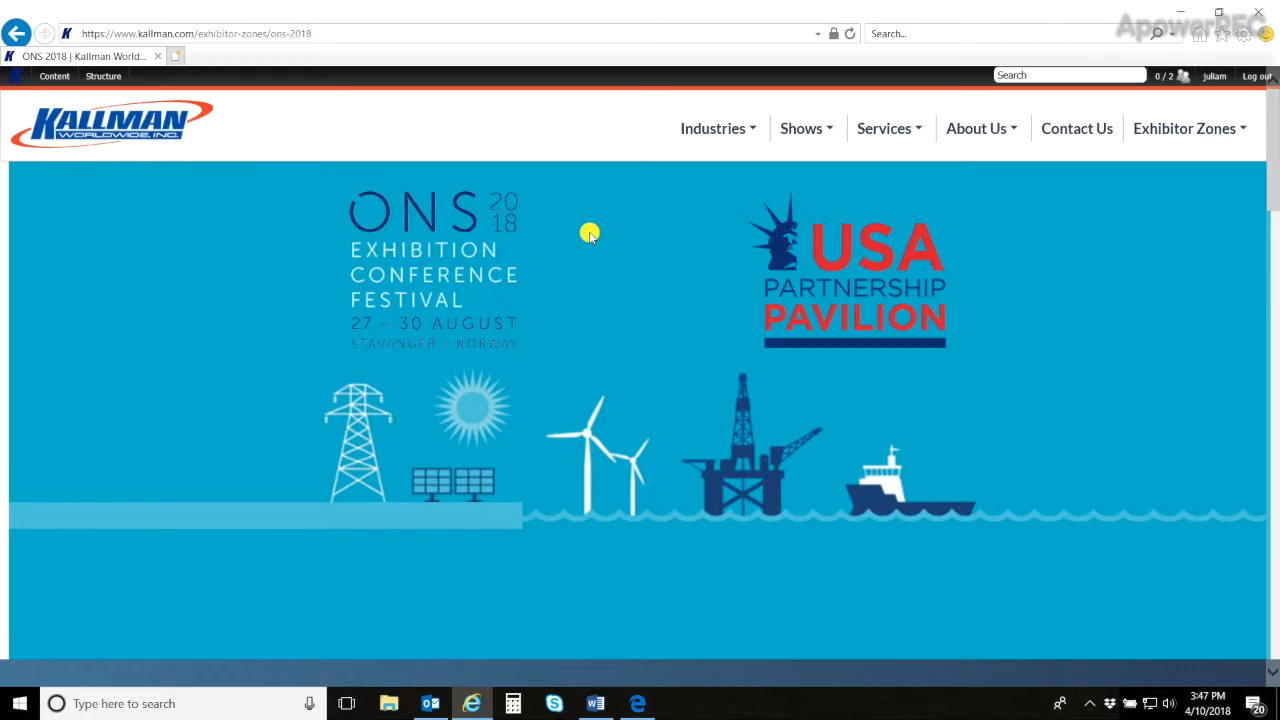 ApowerREC
https://www.kallman.com/exhibitor-zones/ons-2018
Search...
ONS 2018 | Kallman World...
Content Structure
Search
0 / 2
juliam
Log out
KALLMAN
WORLDWIDE, INC.
Industries Shows Services About Us Contact Us Exhibitor Zones
ONS 2018
EXHIBITION
CONFERENCE
FESTIVAL
27 – 30 AUGUST
STAVANGER - NORWAY
USA
PARTNERSHIP
PAVILION
Type here to search
3:47 PM
4/10/2018
20